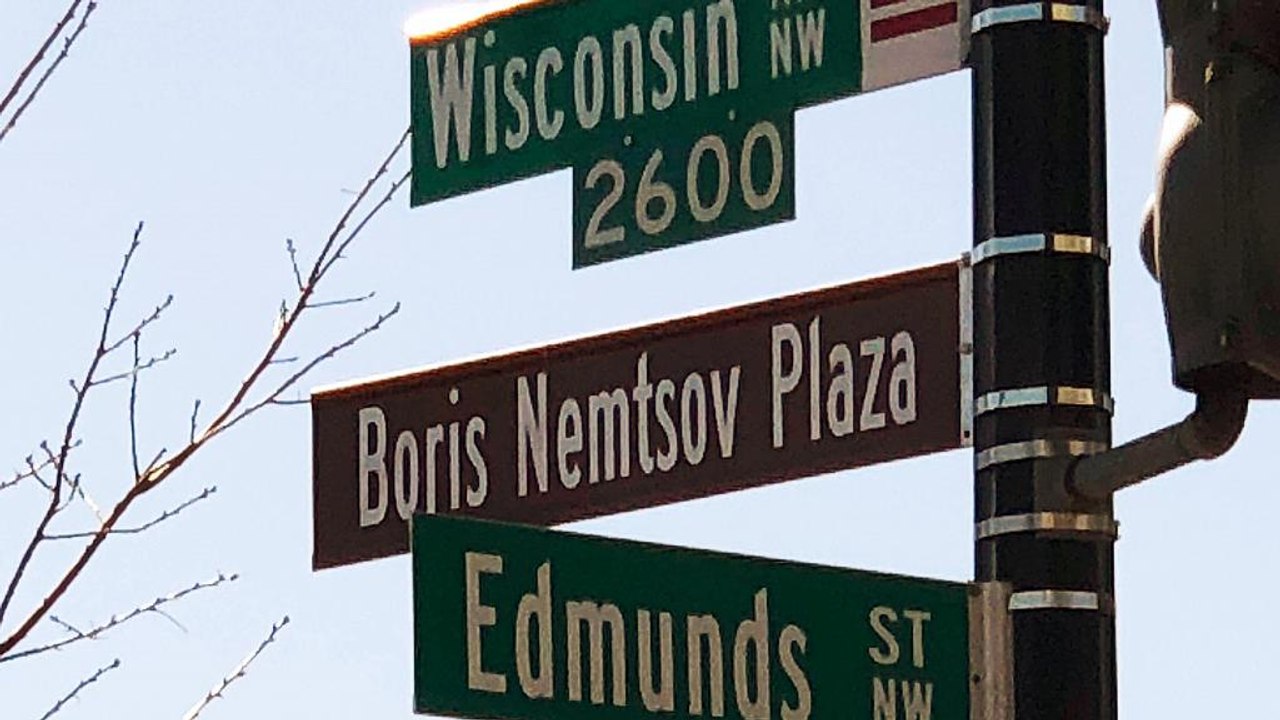 Wisconsin
NW
2600
Boris Nemtsov Plaza
Edmunds ST
NW